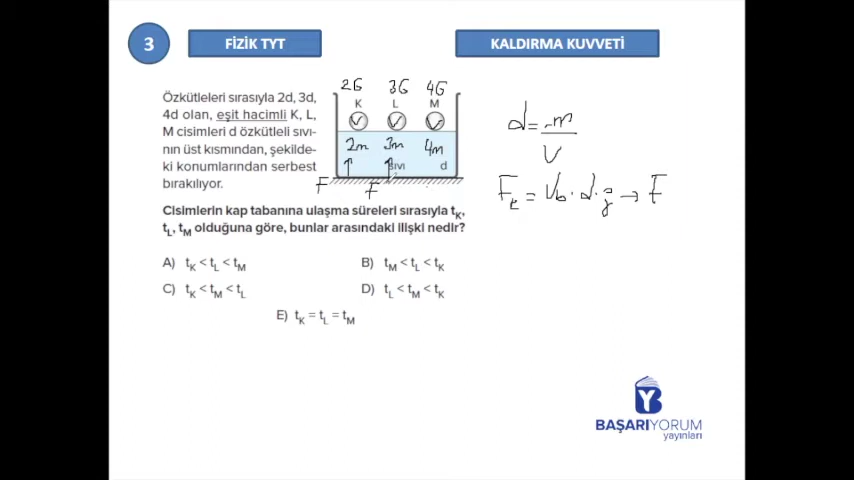 3
FİZİK TYT
KALDIRMA KUVVETİ
Özkütleleri sırasıyla 2d, 3d,
4d olan, eşit hacimli K, L,
M cisimleri d özkütleli sıvı-
nın üst kısmından, şekilde-
ki konumlarından serbest
bırakılıyor.
2G 3G 4G
K L M
V V V
2m 3m 4m
sıvı d
F F
d = m
V
Fk = Vb · d · g → F
Cisimlerin kap tabanına ulaşma süreleri sırasıyla tK,
tL, tM olduğuna göre, bunlar arasındaki ilişki nedir?
A) tK < tL < tM
B) tM < tL < tK
C) tK < tM < tL
D) tL < tM < tK
E) tK = tL = tM
BY
BAŞARIYORUM
yayınları